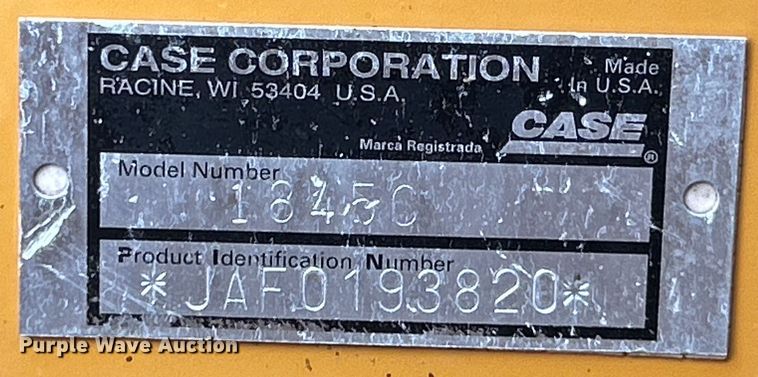 CASE CORPORATION
RACINE, WI 53404 U.S.A.
Made
In U.S.A.
CASE
®
Marca Registrada
Model Number
1845C
Product Identification Number
*JAF0193820*
Purple Wave Auction